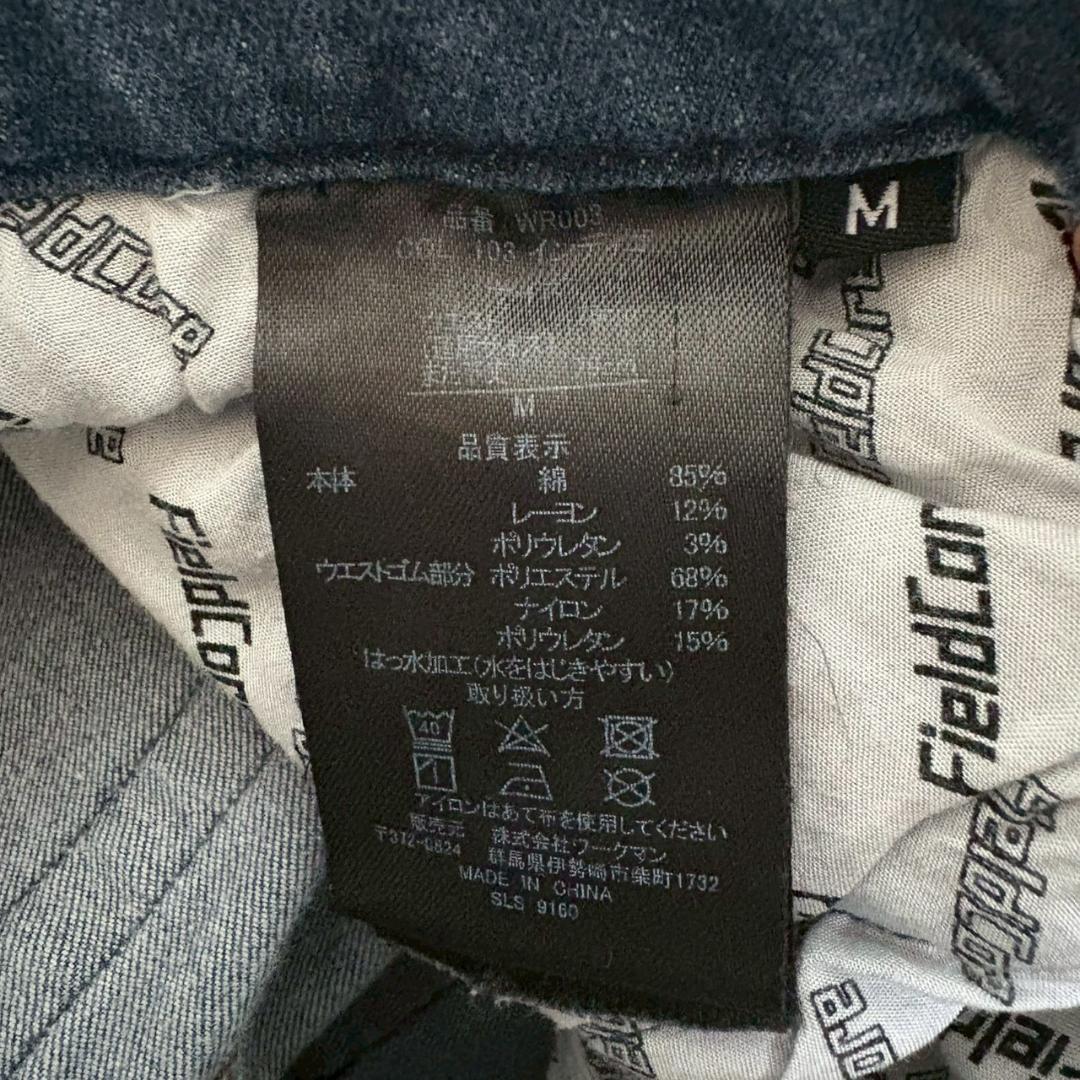 M
品番 WR003
103
M
品質表示
本体 綿 85%
レーヨン 12%
ポリウレタン 3%
ウエストゴム部分 ポリエステル 68%
ナイロン 17%
ポリウレタン 15%
はっ水加工(水をはじきやすい)
取り扱い方
40
アイロンはあて布を使用してください
販売元 株式会社ワークマン
〒372-0824 群馬県伊勢崎市柴町1732
MADE IN CHINA
SLS 9160
FieldCor
FieldCor